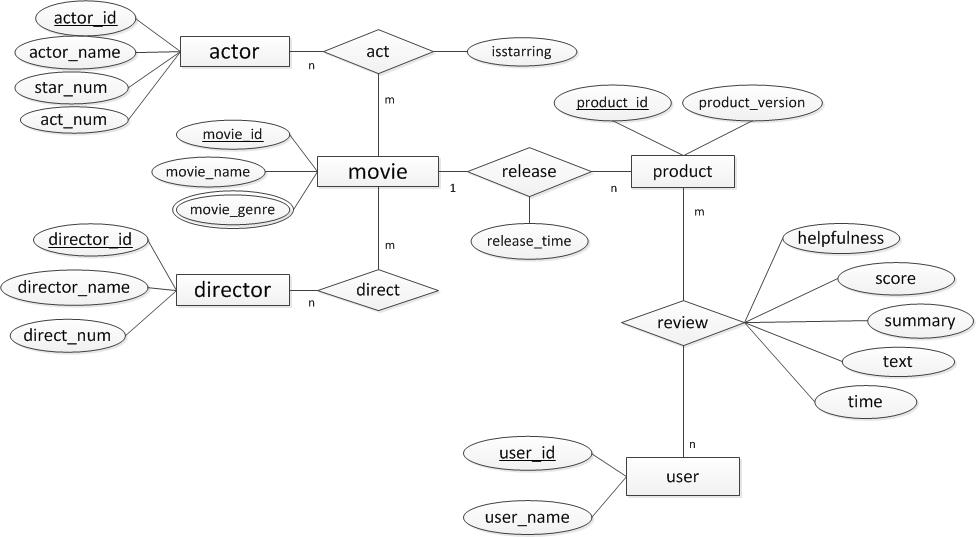 actor_id
actor_name
star_num
act_num
actor
n
act
isstarring
m
movie_id
movie_name
movie_genre
movie
1
release
n
release_time
product_id
product_version
product
m
director_id
director_name
direct_num
director
n
direct
m
review
helpfulness
score
summary
text
time
n
user_id
user_name
user